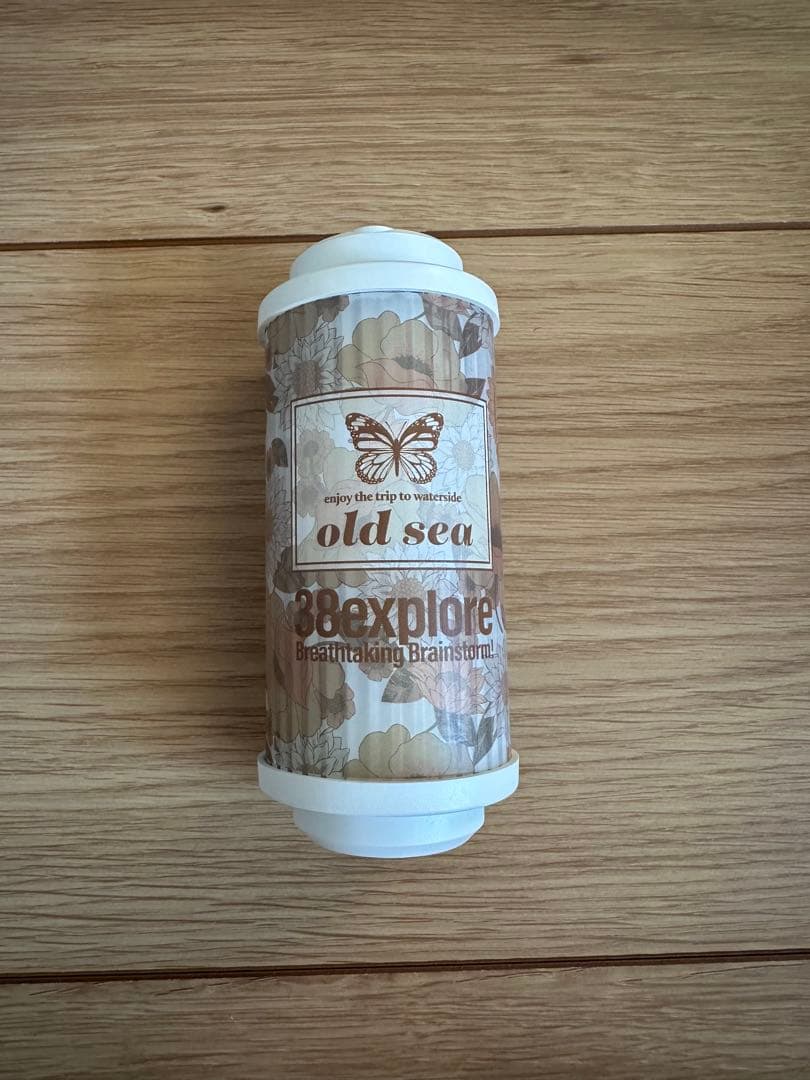 enjoy the trip to waterside
old sea
38explore
Breathtaking Brainstorm!